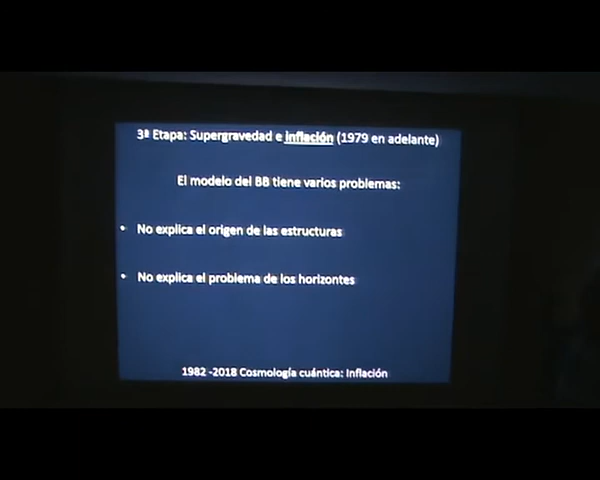 3ª Etapa: Supergravedad e inflación (1979 en adelante)
El modelo del BB tiene varios problemas:
• No explica el origen de las estructuras
• No explica el problema de los horizontes
1982 -2018 Cosmología cuántica: Inflación